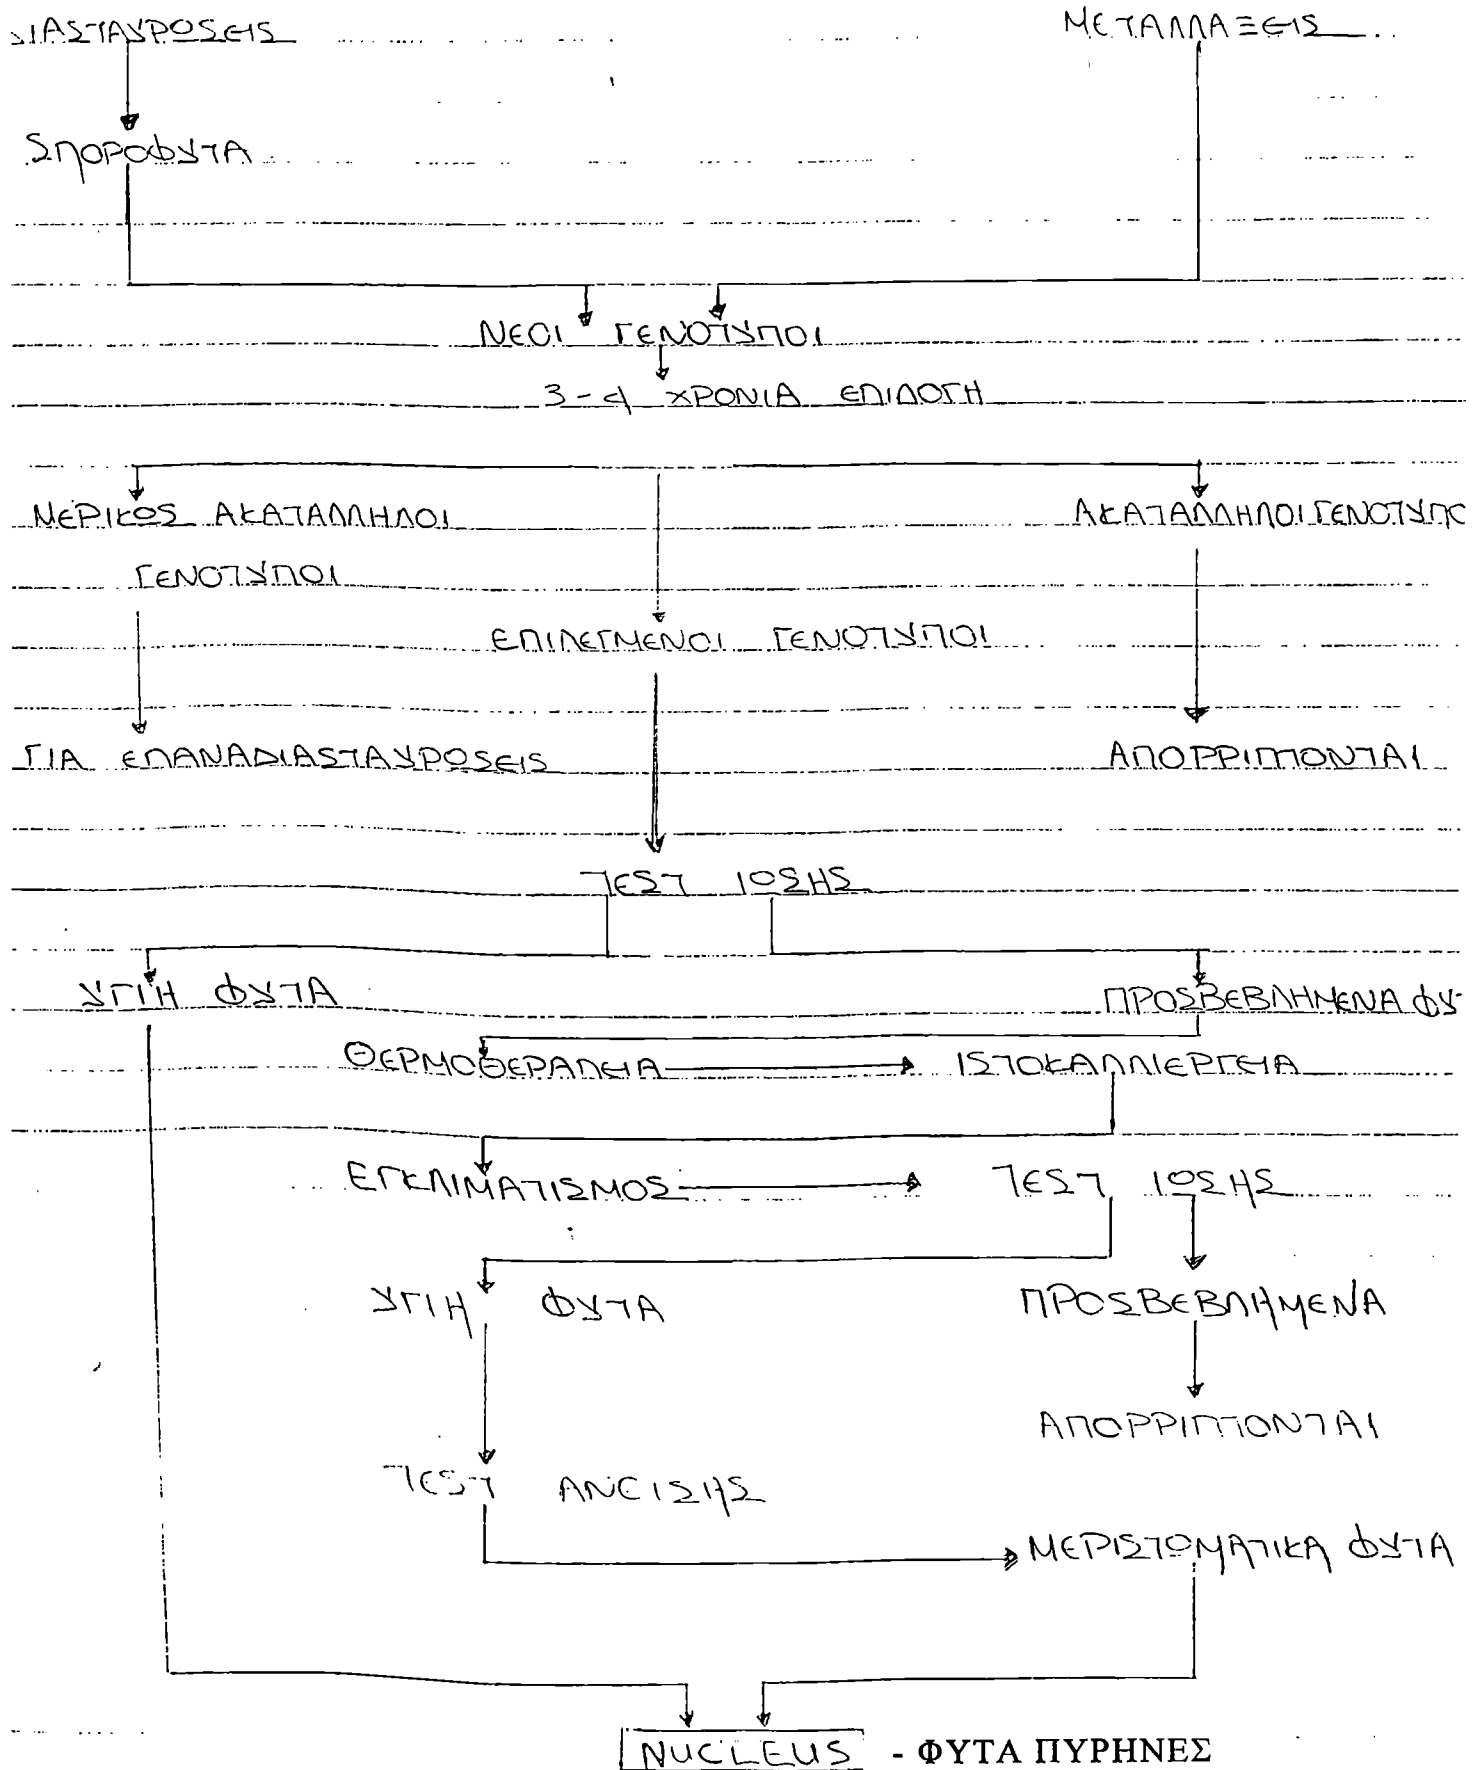 ΔΙΑΣΤΑΥΡΩΣΕΙΣ ΜΕΤΑΛΛΑΞΕΙΣ
ΣΠΟΡΟΦΥΤΑ
ΝΕΟΙ ΓΕΝΟΤΥΠΟΙ
3-4 ΧΡΟΝΙΑ ΕΠΙΛΟΓΗ
ΜΕΡΙΚΩΣ ΑΚΑΤΑΛΛΗΛΟΙ ΑΚΑΤΑΛΛΗΛΟΙ ΓΕΝΟΤΥΠΟ
ΓΕΝΟΤΥΠΟΙ
ΕΠΙΛΕΓΜΕΝΟΙ ΓΕΝΟΤΥΠΟΙ
ΓΙΑ ΕΠΑΝΑΔΙΑΣΤΑΥΡΩΣΕΙΣ ΑΠΟΡΡΙΠΤΟΝΤΑΙ
ΤΕΣΤ ΙΩΣΗΣ
ΥΓΙΗ ΦΥΤΑ ΠΡΟΣΒΕΒΛΗΜΕΝΑ ΦΥ
ΘΕΡΜΟΘΕΡΑΠΕΙΑ ΙΣΤΟΚΑΛΛΙΕΡΓΕΙΑ
ΕΓΚΛΙΜΑΤΙΣΜΟΣ ΤΕΣΤ ΙΩΣΗΣ
ΥΓΙΗ ΦΥΤΑ ΠΡΟΣΒΕΒΛΗΜΕΝΑ
ΑΠΟΡΡΙΠΤΟΝΤΑΙ
ΤΕΣΤ ΑΝΕΙΣΗΣ
ΜΕΡΙΣΤΩΜΑΤΙΚΑ ΦΥΤΑ
NUCLEUS - ΦΥΤΑ ΠΥΡΗΝΕΣ